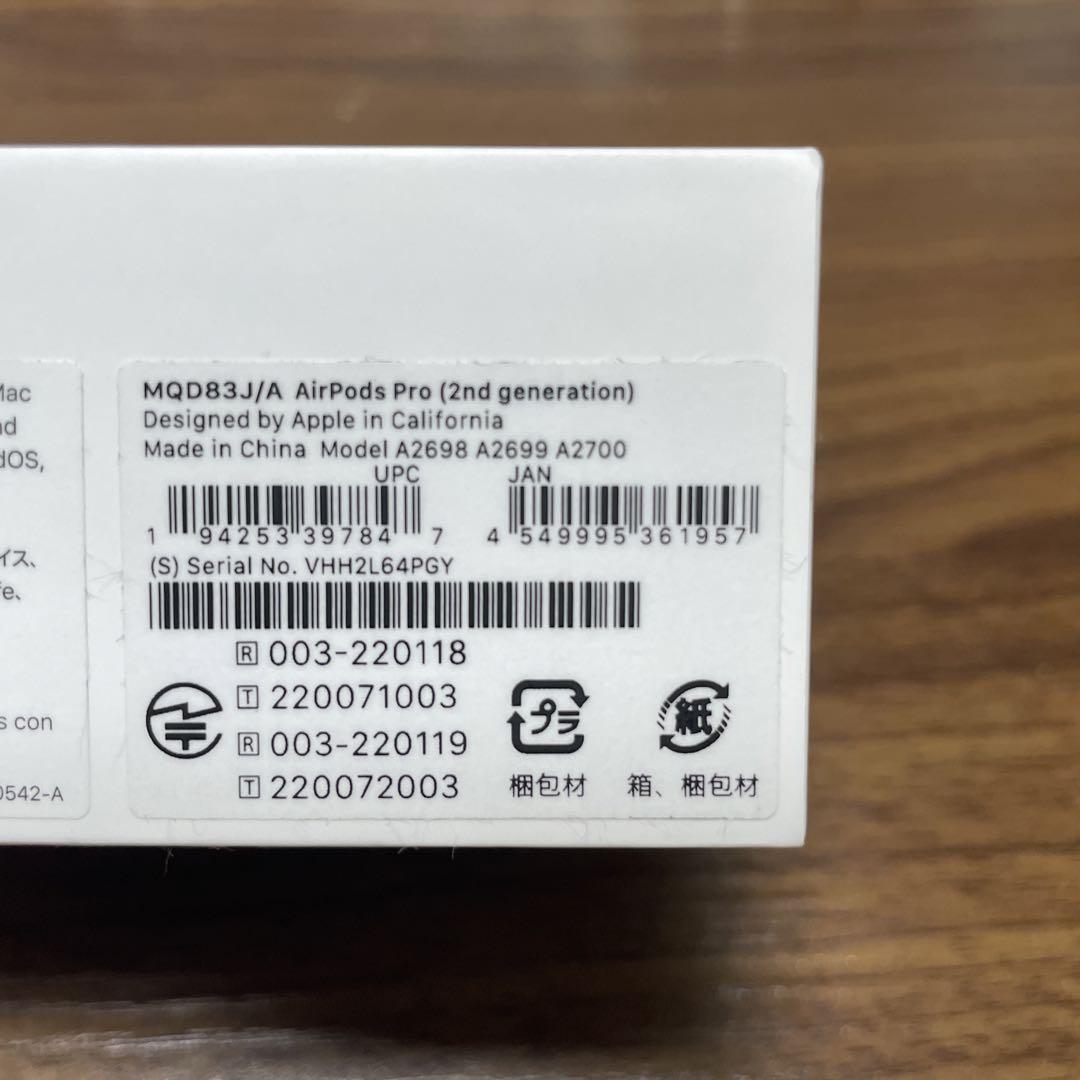 Mac
nd
dOS,
イス、
fe、
s con
0542-A
MQD83J/A AirPods Pro (2nd generation)
Designed by Apple in California
Made in China Model A2698 A2699 A2700
UPC JAN
1 94253 39784 7 4 549995 361957
(S) Serial No. VHH2L64PGY
R 003-220118
T 220071003
R 003-220119
T 220072003
プラ
紙
梱包材
箱、梱包材